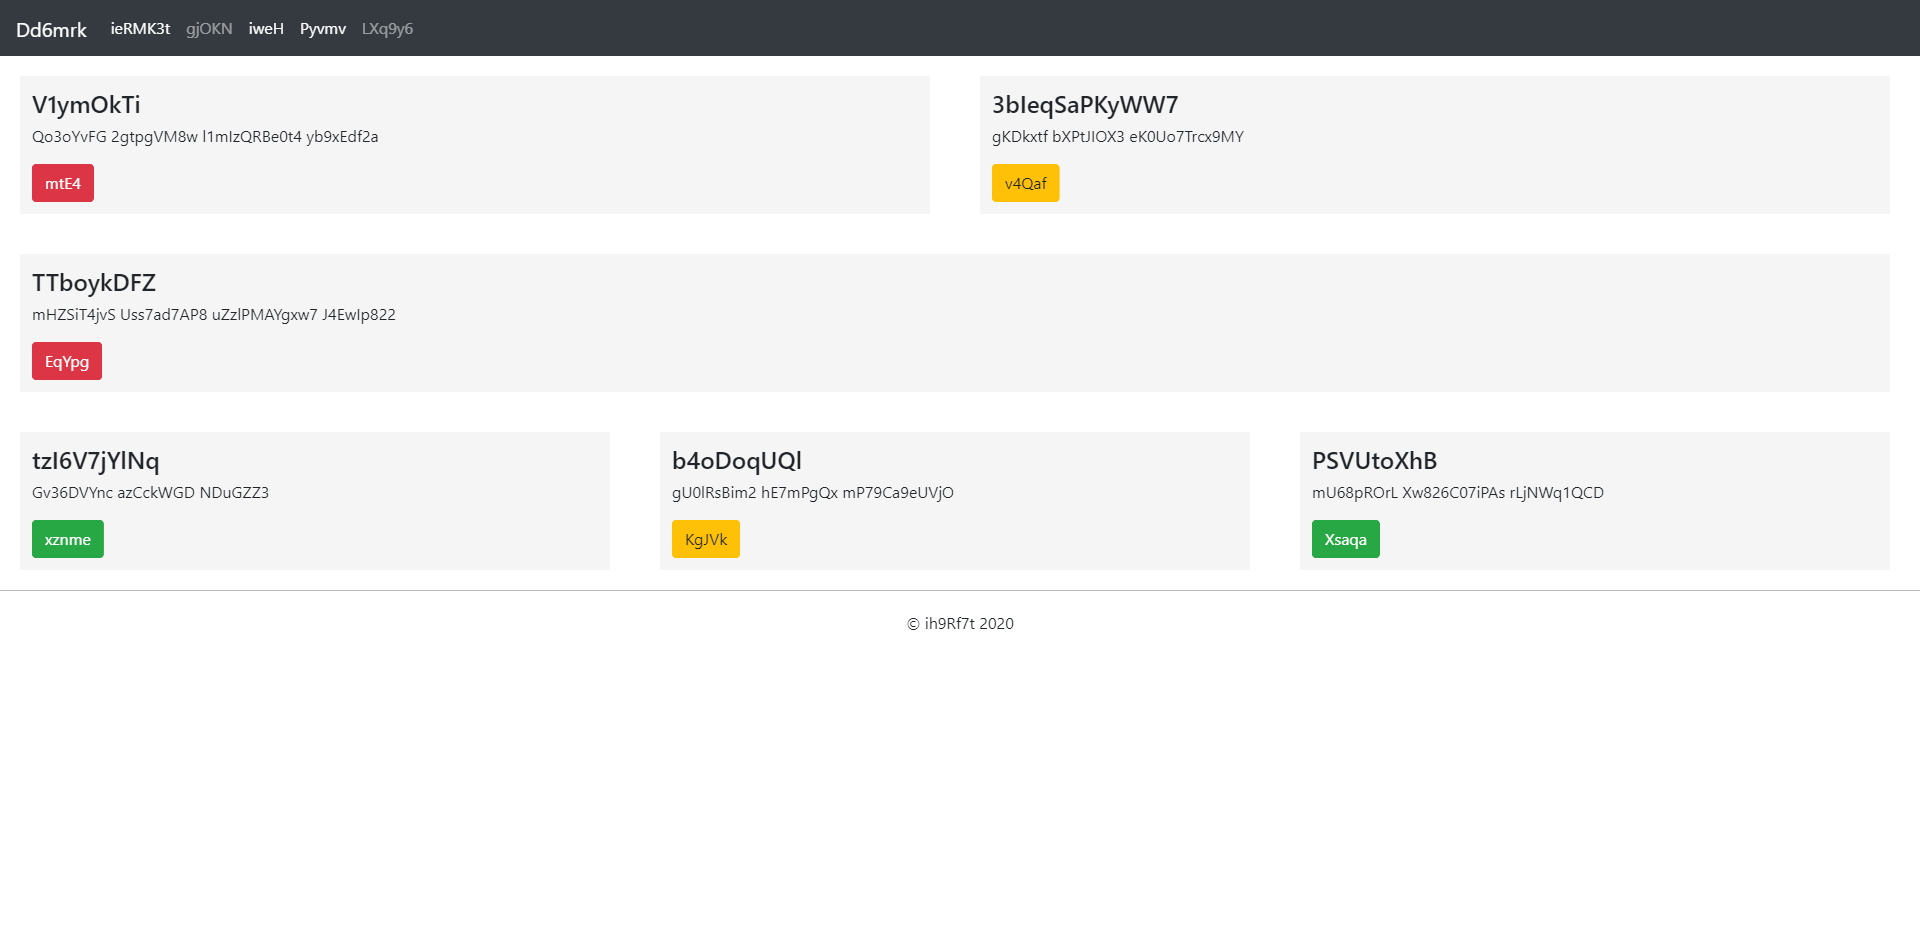 Dd6mrk ieRMK3t gjOKN iweH Pyvmv LXq9y6
V1ymOkTi
Qo3oYvFG 2gtpgVM8w l1mIzQRBe0t4 yb9xEdf2a
mtE4
3bIeqSaPKyWW7
gKDkxtf bXPtJIOX3 eK0Uo7Trcx9MY
v4Qaf
TTboykDFZ
mHZSiT4jvS Uss7ad7AP8 uZzlPMAYgxw7 J4EwIp822
EqYpg
tzI6V7jYlNq
Gv36DVYnc azCckWGD NDuGZZ3
xznme
b4oDoqUQl
gU0lRsBim2 hE7mPgQx mP79Ca9eUVjO
KgJVk
PSVUtoXhB
mU68pROrL Xw826C07iPAs rLjNWq1QCD
Xsaqa
© ih9Rf7t 2020